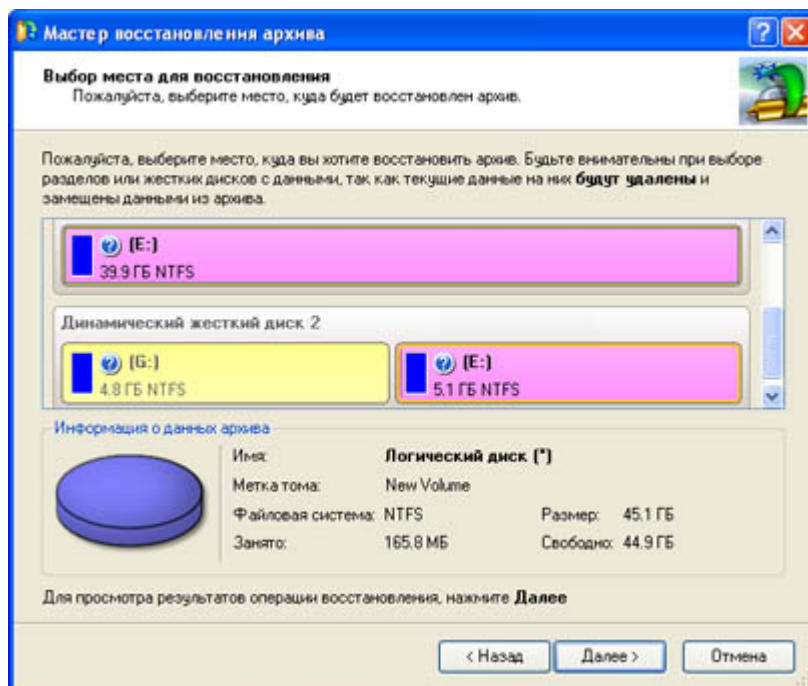 Мастер восстановления архива
Выбор места для восстановления
Пожалуйста, выберите место, куда будет восстановлен архив.
Пожалуйста, выберите место, куда вы хотите восстановить архив. Будьте внимательны при выборе
разделов или жестких дисков с данными, так как текущие данные на них будут удалены и
замещены данными из архива.
(E:)
39.9 ГБ NTFS
Динамический жесткий диск 2
(G:)
4.8 ГБ NTFS
(E:)
5.1 ГБ NTFS
Информация о данных архива
Имя: Логический диск (*)
Метка тома: New Volume
Файловая система: NTFS Размер: 45.1 ГБ
Занято: 165.8 МБ Свободно: 44.9 ГБ
Для просмотра результатов операции восстановления, нажмите Далее
< Назад Далее > Отмена